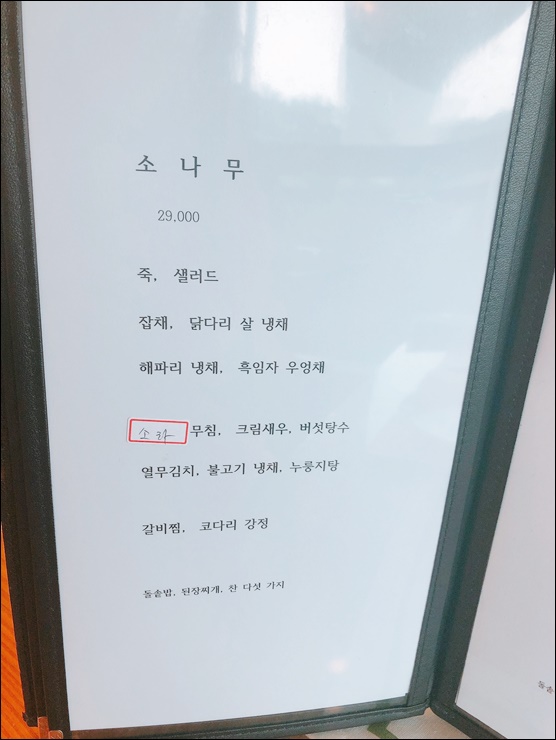 소 나 무
29,000
죽, 샐러드
잡채, 닭다리 살 냉채
해파리 냉채, 흑임자 우엉채
소라 무침, 크림새우, 버섯탕수
열무김치, 불고기 냉채, 누룽지탕
갈비찜, 코다리 강정
돌솥밥, 된장찌개, 찬 다섯 가지
돌솥